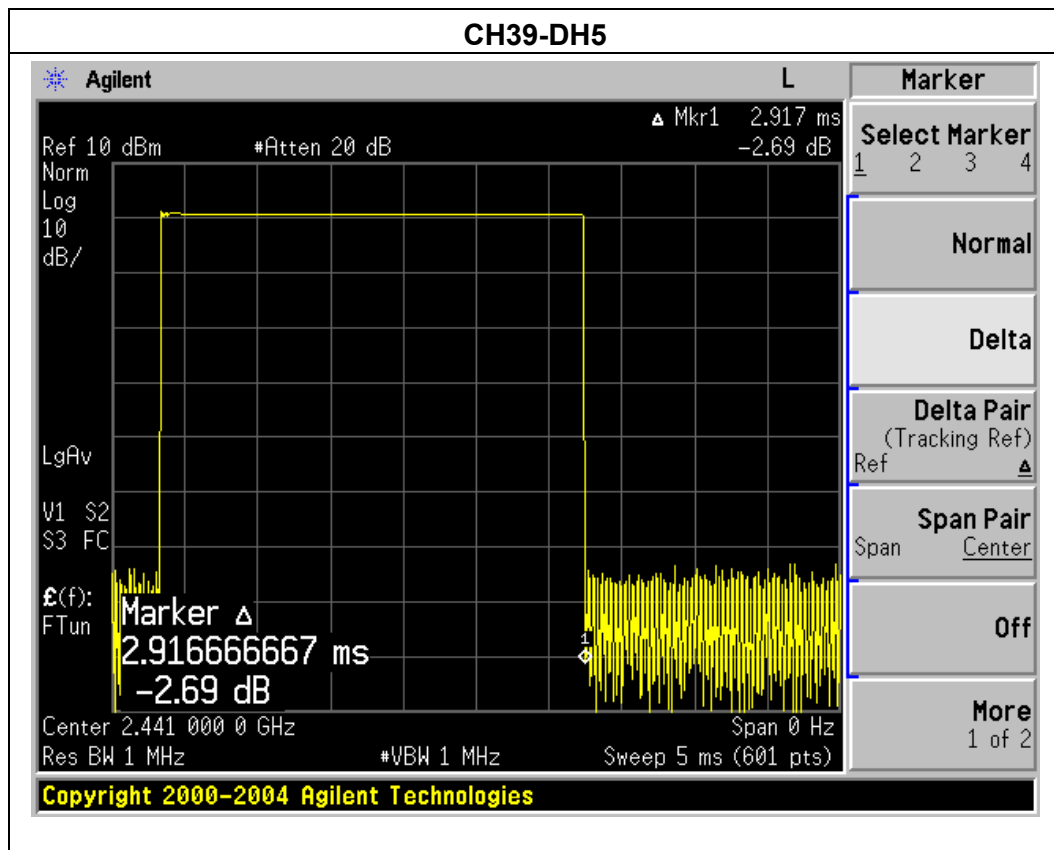 CH39-DH5
Agilent L
Marker
Δ Mkr1 2.917 ms
Ref 10 dBm #Atten 20 dB -2.69 dB
Norm
Log
10
dB/
LgAv
V1 S2
S3 FC
£(f):
FTun
1
Marker Δ
2.916666667 ms
-2.69 dB
Center 2.441 000 0 GHz Span 0 Hz
Res BW 1 MHz #VBW 1 MHz Sweep 5 ms (601 pts)
Copyright 2000-2004 Agilent Technologies
Select Marker
1 2 3 4
Normal
Delta
Delta Pair
(Tracking Ref)
Ref Δ
Span Pair
Span Center
Off
More
1 of 2